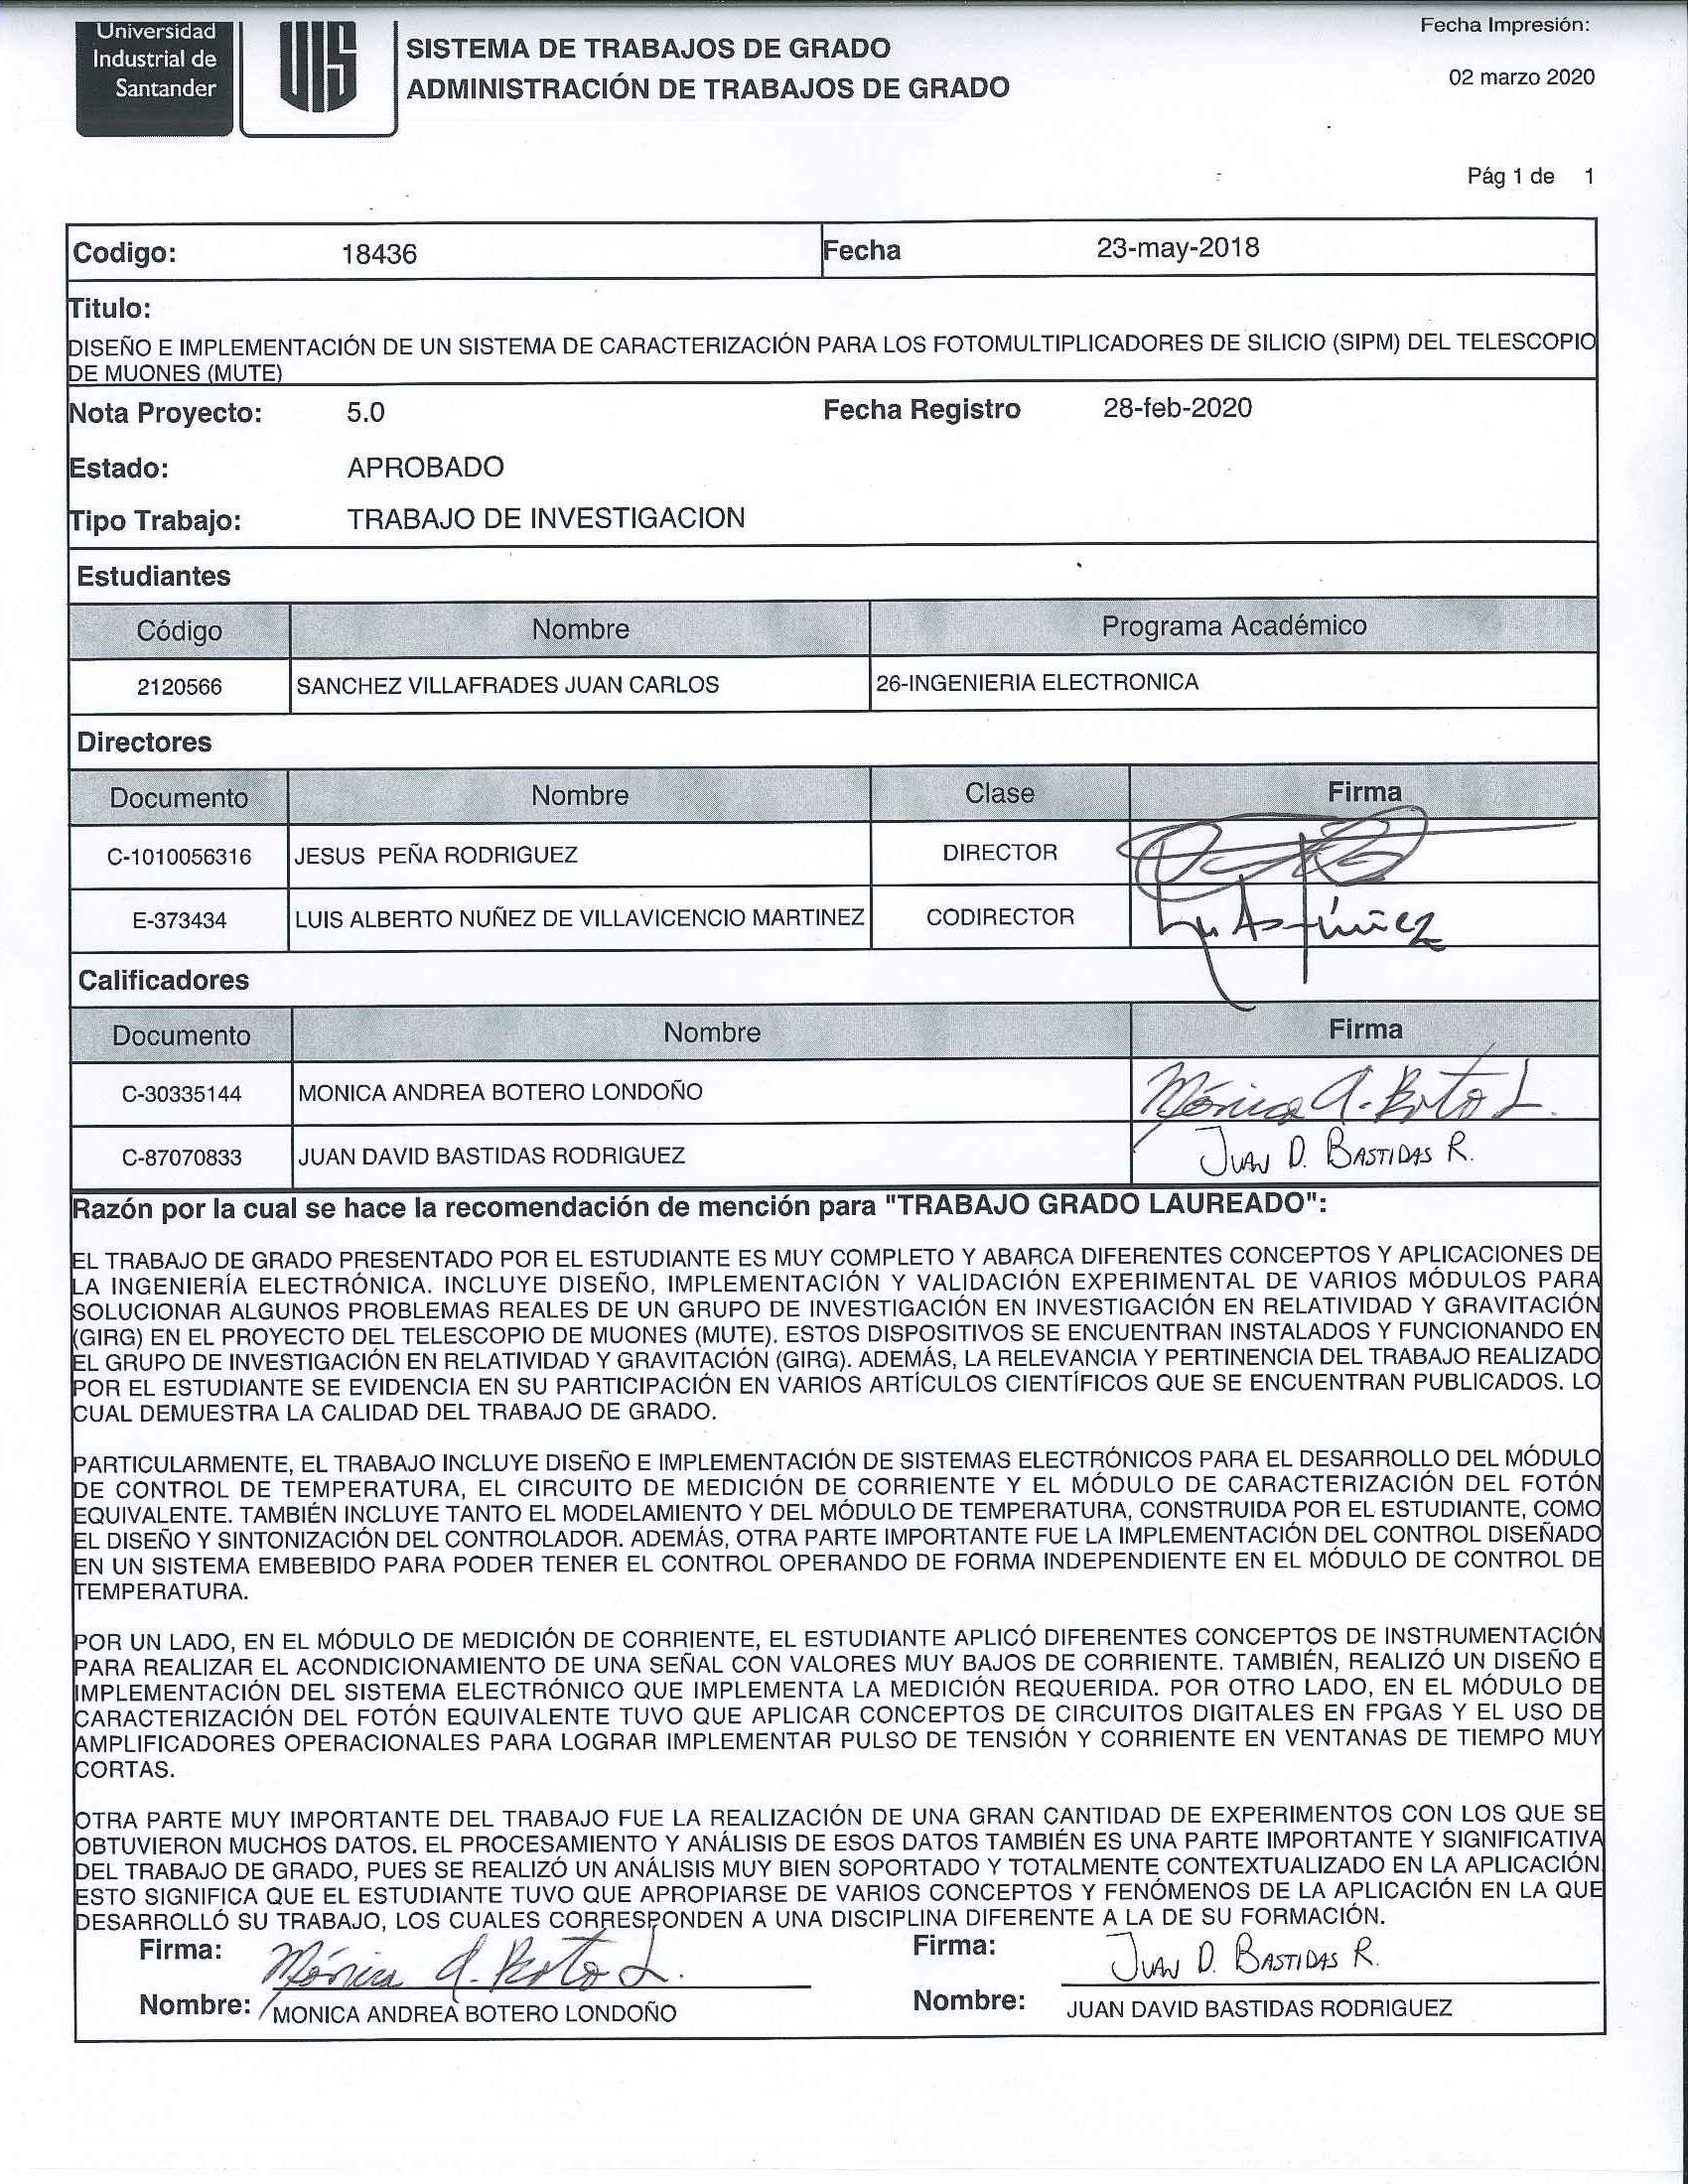 Universidad
Industrial de
Santander
UIS
SISTEMA DE TRABAJOS DE GRADO
ADMINISTRACIÓN DE TRABAJOS DE GRADO
Fecha Impresión:
02 marzo 2020
Pág 1 de 1
Codigo: 18436 Fecha 23-may-2018
Titulo:
DISEÑO E IMPLEMENTACIÓN DE UN SISTEMA DE CARACTERIZACIÓN PARA LOS FOTOMULTIPLICADORES DE SILICIO (SIPM) DEL TELESCOPIO
DE MUONES (MUTE)
Nota Proyecto: 5.0 Fecha Registro 28-feb-2020
Estado: APROBADO
Tipo Trabajo: TRABAJO DE INVESTIGACION
Estudiantes
Código Nombre Programa Académico
2120566 SANCHEZ VILLAFRADES JUAN CARLOS 26-INGENIERIA ELECTRONICA
Directores
Documento Nombre Clase Firma
C-1010056316 JESUS PEÑA RODRIGUEZ DIRECTOR
E-373434 LUIS ALBERTO NUÑEZ DE VILLAVICENCIO MARTINEZ CODIRECTOR
Calificadores
Documento Nombre Firma
C-30335144 MONICA ANDREA BOTERO LONDOÑO Mónica A. Botero L.
C-87070833 JUAN DAVID BASTIDAS RODRIGUEZ JUAN D. BASTIDAS R.
Razón por la cual se hace la recomendación de mención para "TRABAJO GRADO LAUREADO":
EL TRABAJO DE GRADO PRESENTADO POR EL ESTUDIANTE ES MUY COMPLETO Y ABARCA DIFERENTES CONCEPTOS Y APLICACIONES DE
LA INGENIERÍA ELECTRÓNICA. INCLUYE DISEÑO, IMPLEMENTACIÓN Y VALIDACIÓN EXPERIMENTAL DE VARIOS MÓDULOS PARA
SOLUCIONAR ALGUNOS PROBLEMAS REALES DE UN GRUPO DE INVESTIGACIÓN EN INVESTIGACIÓN EN RELATIVIDAD Y GRAVITACIÓN
(GIRG) EN EL PROYECTO DEL TELESCOPIO DE MUONES (MUTE). ESTOS DISPOSITIVOS SE ENCUENTRAN INSTALADOS Y FUNCIONANDO EN
EL GRUPO DE INVESTIGACIÓN EN RELATIVIDAD Y GRAVITACIÓN (GIRG). ADEMÁS, LA RELEVANCIA Y PERTINENCIA DEL TRABAJO REALIZADO
POR EL ESTUDIANTE SE EVIDENCIA EN SU PARTICIPACIÓN EN VARIOS ARTÍCULOS CIENTÍFICOS QUE SE ENCUENTRAN PUBLICADOS. LO
CUAL DEMUESTRA LA CALIDAD DEL TRABAJO DE GRADO.
PARTICULARMENTE, EL TRABAJO INCLUYE DISEÑO E IMPLEMENTACIÓN DE SISTEMAS ELECTRÓNICOS PARA EL DESARROLLO DEL MÓDULO
DE CONTROL DE TEMPERATURA, EL CIRCUITO DE MEDICIÓN DE CORRIENTE Y EL MÓDULO DE CARACTERIZACIÓN DEL FOTÓN
EQUIVALENTE. TAMBIÉN INCLUYE TANTO EL MODELAMIENTO Y DEL MÓDULO DE TEMPERATURA, CONSTRUIDA POR EL ESTUDIANTE, COMO
EL DISEÑO Y SINTONIZACIÓN DEL CONTROLADOR. ADEMÁS, OTRA PARTE IMPORTANTE FUE LA IMPLEMENTACIÓN DEL CONTROL DISEÑADO
EN UN SISTEMA EMBEBIDO PARA PODER TENER EL CONTROL OPERANDO DE FORMA INDEPENDIENTE EN EL MÓDULO DE CONTROL DE
TEMPERATURA.
POR UN LADO, EN EL MÓDULO DE MEDICIÓN DE CORRIENTE, EL ESTUDIANTE APLICÓ DIFERENTES CONCEPTOS DE INSTRUMENTACIÓN
PARA REALIZAR EL ACONDICIONAMIENTO DE UNA SEÑAL CON VALORES MUY BAJOS DE CORRIENTE. TAMBIÉN, REALIZÓ UN DISEÑO E
IMPLEMENTACIÓN DEL SISTEMA ELECTRÓNICO QUE IMPLEMENTA LA MEDICIÓN REQUERIDA. POR OTRO LADO, EN EL MÓDULO DE
CARACTERIZACIÓN DEL FOTÓN EQUIVALENTE TUVO QUE APLICAR CONCEPTOS DE CIRCUITOS DIGITALES EN FPGAS Y EL USO DE
AMPLIFICADORES OPERACIONALES PARA LOGRAR IMPLEMENTAR PULSO DE TENSIÓN Y CORRIENTE EN VENTANAS DE TIEMPO MUY
CORTAS.
OTRA PARTE MUY IMPORTANTE DEL TRABAJO FUE LA REALIZACIÓN DE UNA GRAN CANTIDAD DE EXPERIMENTOS CON LOS QUE SE
OBTUVIERON MUCHOS DATOS. EL PROCESAMIENTO Y ANÁLISIS DE ESOS DATOS TAMBIÉN ES UNA PARTE IMPORTANTE Y SIGNIFICATIVA
DEL TRABAJO DE GRADO, PUES SE REALIZÓ UN ANÁLISIS MUY BIEN SOPORTADO Y TOTALMENTE CONTEXTUALIZADO EN LA APLICACIÓN
ESTO SIGNIFICA QUE EL ESTUDIANTE TUVO QUE APROPIARSE DE VARIOS CONCEPTOS Y FENÓMENOS DE LA APLICACIÓN EN LA QUE
DESARROLLÓ SU TRABAJO, LOS CUALES CORRESPONDEN A UNA DISCIPLINA DIFERENTE A LA DE SU FORMACIÓN.
Firma: Mónica A. Botero L. Firma: JUAN D. BASTIDAS R.
Nombre: MONICA ANDREA BOTERO LONDOÑO Nombre: JUAN DAVID BASTIDAS RODRIGUEZ